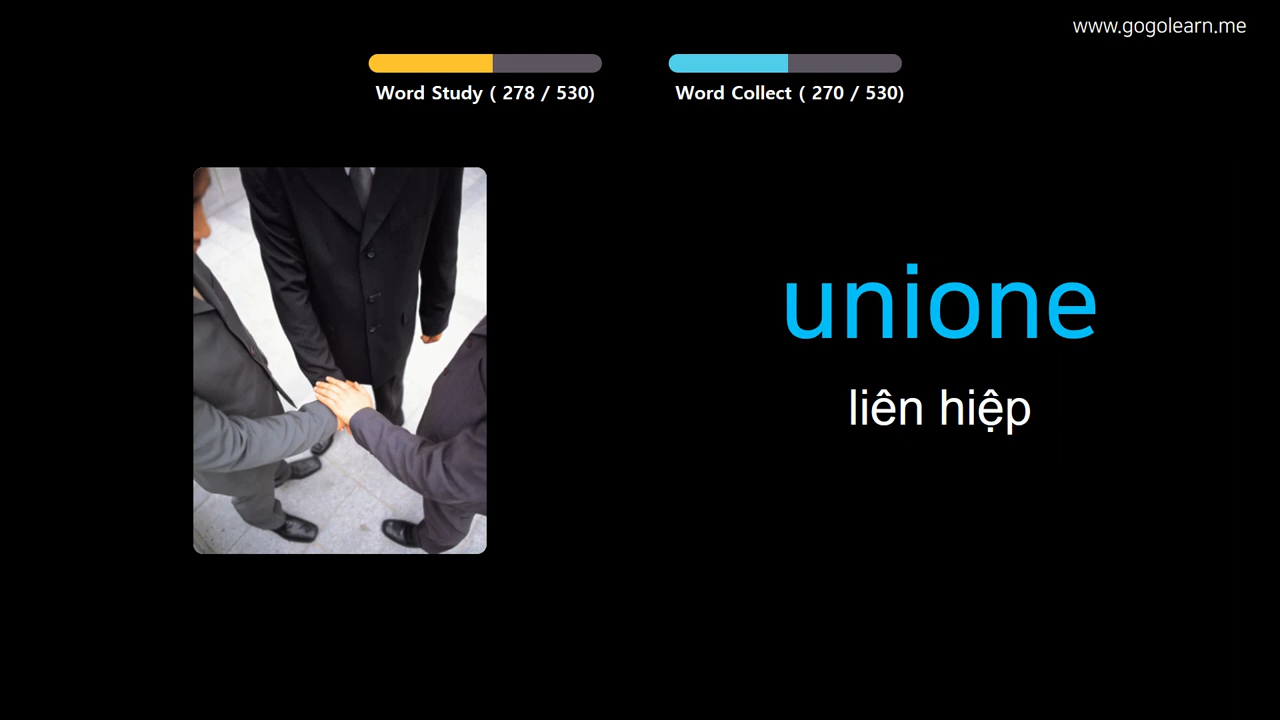 www.gogolearn.me
Word Study ( 278 / 530)
Word Collect ( 270 / 530)
unione
liên hiệp